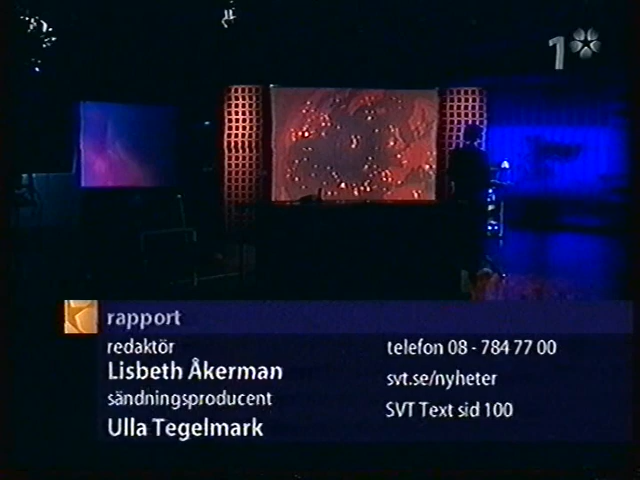 1
rapport
redaktör
Lisbeth Åkerman
sändningsproducent
Ulla Tegelmark
telefon 08 - 784 77 00
svt.se/nyheter
SVT Text sid 100